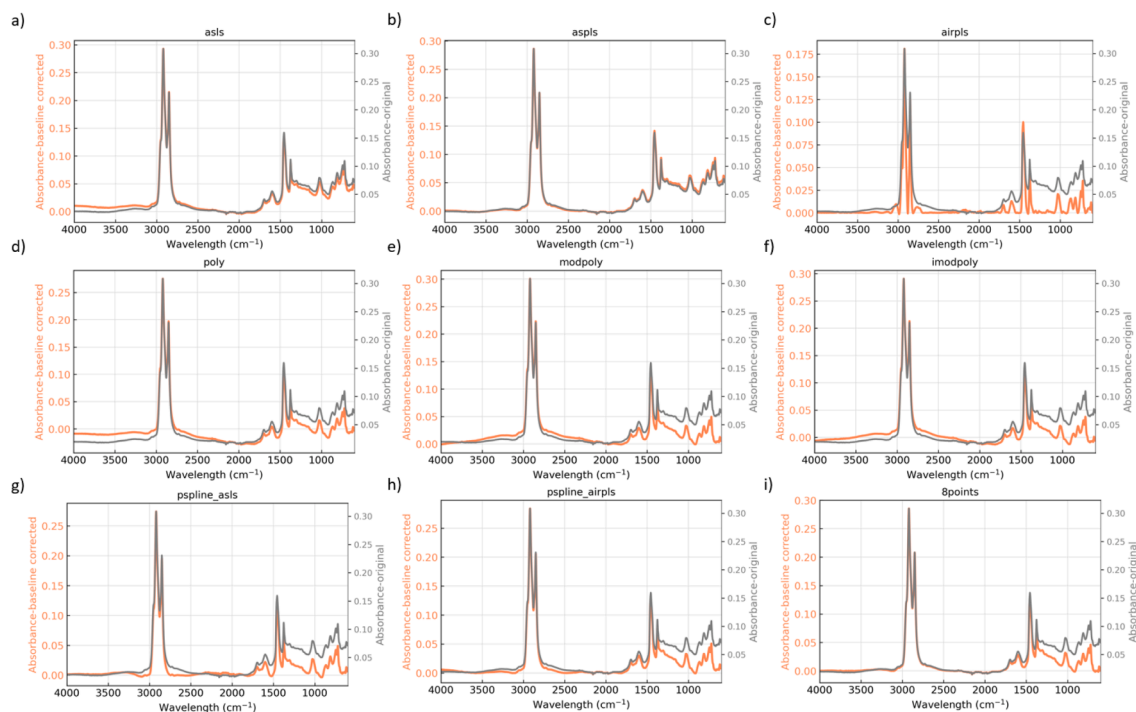 a)
asls
Absorbance-baseline corrected
0.30
0.25
0.20
0.15
0.10
0.05
0.00
0.30
0.25
0.20
0.15
0.10
0.05
Absorbance-original
4000 3500 3000 2500 2000 1500 1000
Wavelength (cm⁻¹)
b)
aspls
Absorbance-baseline corrected
0.30
0.25
0.20
0.15
0.10
0.05
0.00
0.30
0.25
0.20
0.15
0.10
0.05
Absorbance-original
4000 3500 3000 2500 2000 1500 1000
Wavelength (cm⁻¹)
c)
airpls
Absorbance-baseline corrected
0.175
0.150
0.125
0.100
0.075
0.050
0.025
0.000
0.30
0.25
0.20
0.15
0.10
0.05
Absorbance-original
4000 3500 3000 2500 2000 1500 1000
Wavelength (cm⁻¹)
d)
poly
Absorbance-baseline corrected
0.25
0.20
0.15
0.10
0.05
0.00
0.30
0.25
0.20
0.15
0.10
0.05
Absorbance-original
4000 3500 3000 2500 2000 1500 1000
Wavelength (cm⁻¹)
e)
modpoly
Absorbance-baseline corrected
0.30
0.25
0.20
0.15
0.10
0.05
0.00
0.30
0.25
0.20
0.15
0.10
0.05
Absorbance-original
4000 3500 3000 2500 2000 1500 1000
Wavelength (cm⁻¹)
f)
imodpoly
Absorbance-baseline corrected
0.30
0.25
0.20
0.15
0.10
0.05
0.00
0.30
0.25
0.20
0.15
0.10
0.05
Absorbance-original
4000 3500 3000 2500 2000 1500 1000
Wavelength (cm⁻¹)
g)
pspline_asls
Absorbance-baseline corrected
0.25
0.20
0.15
0.10
0.05
0.00
0.30
0.25
0.20
0.15
0.10
0.05
Absorbance-original
4000 3500 3000 2500 2000 1500 1000
Wavelength (cm⁻¹)
h)
pspline_airpls
Absorbance-baseline corrected
0.25
0.20
0.15
0.10
0.05
0.00
0.30
0.25
0.20
0.15
0.10
0.05
Absorbance-original
4000 3500 3000 2500 2000 1500 1000
Wavelength (cm⁻¹)
i)
8points
Absorbance-baseline corrected
0.25
0.20
0.15
0.10
0.05
0.00
0.30
0.25
0.20
0.15
0.10
0.05
Absorbance-original
4000 3500 3000 2500 2000 1500 1000
Wavelength (cm⁻¹)